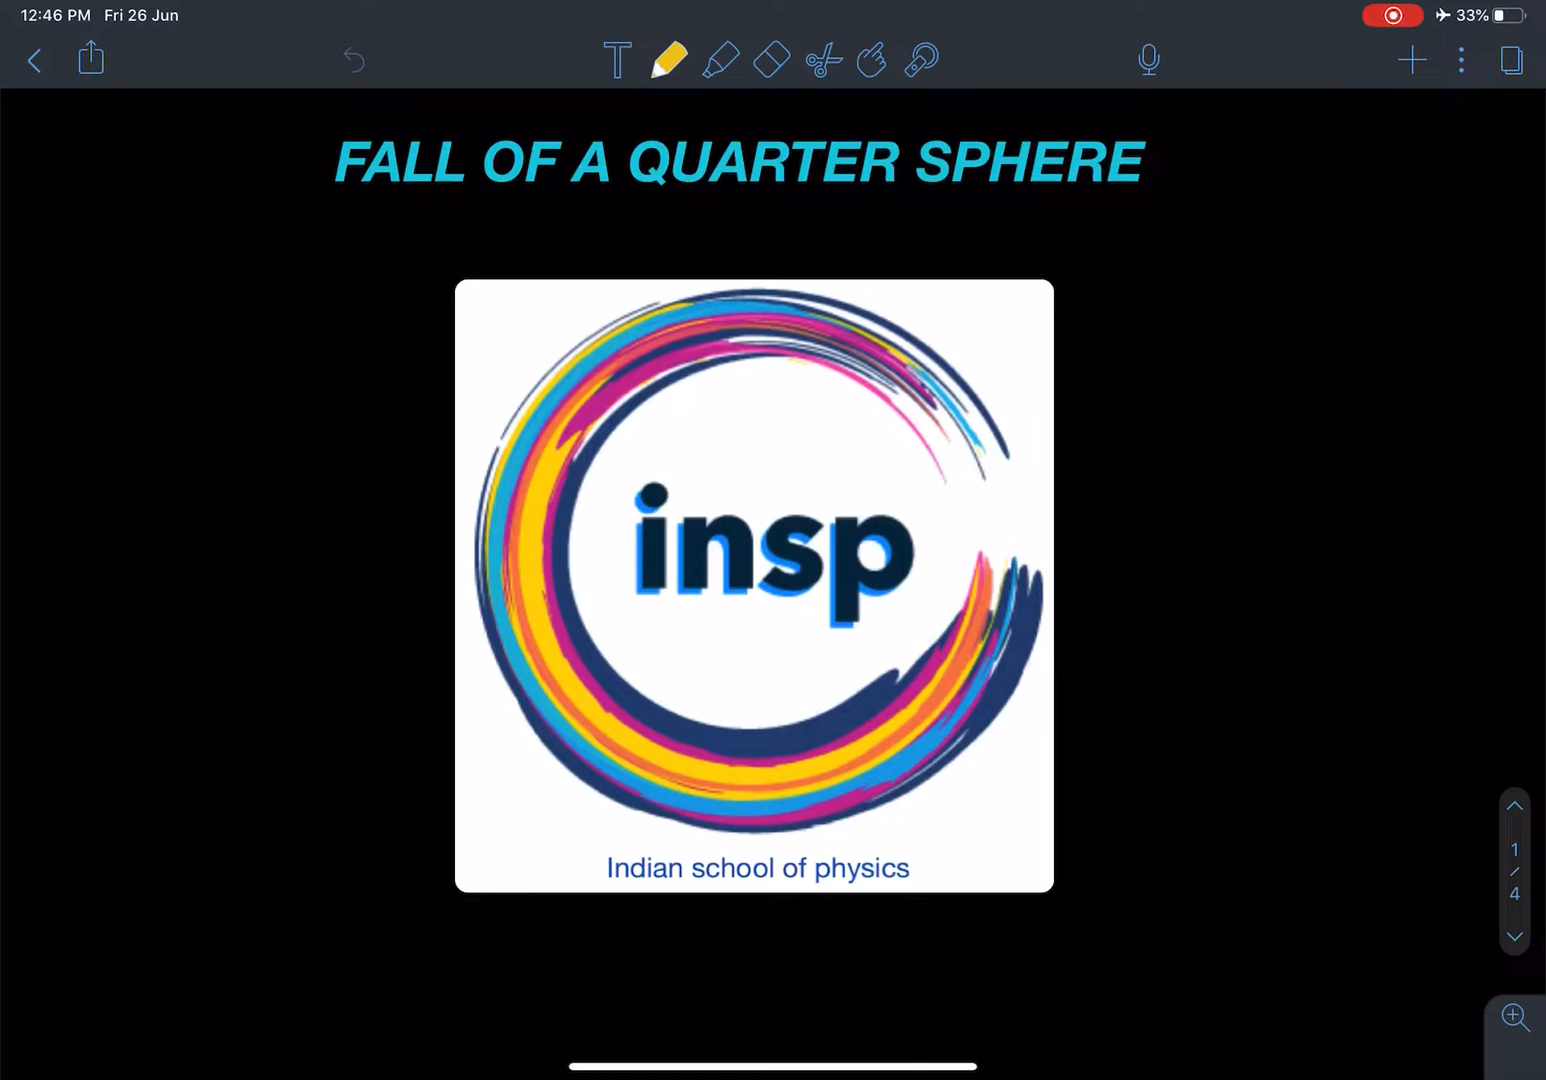 12:46 PM Fri 26 Jun
33%
T
FALL OF A QUARTER SPHERE
insp
Indian school of physics
1
/
4